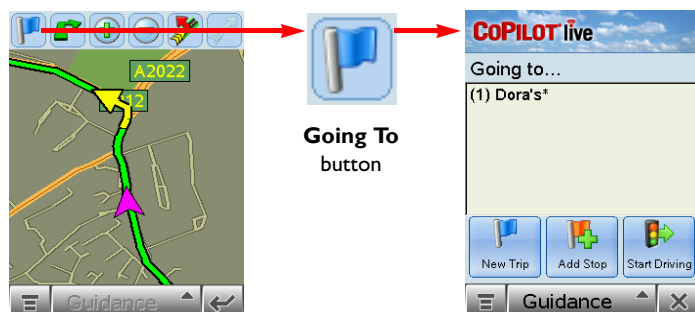 A2022
12
Guidance
Going To
button
CoPILOT live
Going to...
(1) Dora's*
New Trip
Add Stop
Start Driving
Guidance